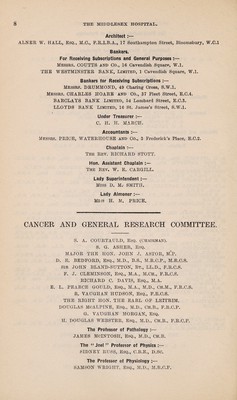 8 THE MIDDLESEX HOSPITAL.
Architect :—
ALNER W. HALL, ESQ., M.C., F.R.I.B.A., 17 Southampton Street, Bloomsbury, W.C.1
Bankers.
For Receiving Subscriptions and General Purposes :—
MESSRS. COUTTS AND CO., 16 Cavendish Square, W.1.
THE WESTMINSTER BANK, LIMITED, 1 Cavendish Square, W.1.
Bankers for Receiving Subscriptions :—
MESSRS. DRUMMOND, 49 Charing Cross, S.W.1.
MESSRS. CHARLES HOARE AND CO., 37 Fleet Street, E.C.4.
BARCLAYS BANK, LIMITED, 54 Lombard Street, E.C.3.
LLOYDS BANK, LIMITED, 16 St. James's Street, S.W.1.
Under Treasurer :—
C. H. H. MARCH.
Accountants :—
MESSRS. PRICE, WATERHOUSE AND CO., 3 Frederick's Place, E.C.2.
Chaplain :—
THE REV. RICHARD STOTT.
Hon. Assistant Chaplain :—
THE REV. W. R. CARGILL.
Lady Superintendent :—
MISS D. M. SMITH.
Lady Almoner :—
MISS H. N. PRICE.
CANCER AND GENERAL RESEARCH COMMITTEE.
S. A. COURTAULD, ESQ. (CHAIRMAN).
S. G. ASHER, ESQ.
MAJOR THE HON. JOHN J. ASTOR, M.P.
D. R. BEDFORD, ESQ., M.D., B.S., M.R.C.P., M.R.C.S.
SIR JOHN BLAND-SUTTON, BT., LL.D., F.R.C.S.
F. J. CLEMINSON, ESQ., M.A., M.CH., F.R.C.S.
RICHARD C. DAVIS, ESQ., M.A.
E. L. PEARCE GOULD, ESQ., M.A., M.D., CH.M., F.R.C.S.
S. VAUGHAN HUDSON, ESQ., F.R.C.S.
THE RIGHT HON. THE EARL OF LEITRIM.
DOUGLAS McALPINE, ESQ., M.D., CH.B., F.R.C.P.
G. VAUGHAN MORGAN, ESQ.
H. DOUGLAS WEBSTER, ESQ., M.D., CH.B., F.R.C.P.
The Professor of Pathology :—
JAMES McINTOSH, ESQ., M.D., CH.B.
The "Joel" Professor of Physics :—
SIDNEY RUSS, ESQ., C.B.E., D.SC.
The Professor of Physiology :—
SAMSON WRIGHT, ESQ., M.D., M.R.C.P.